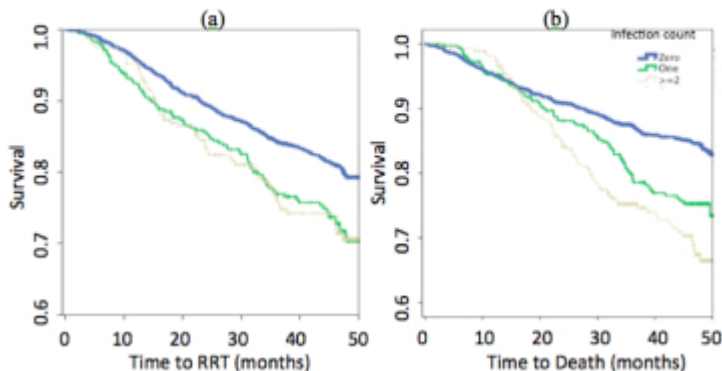 (a)
(b)
Infection count
Zero
One
>=2
Survival
1.0
0.9
0.8
0.7
0.6
0 10 20 30 40 50
Time to RRT (months)
Survival
1.0
0.9
0.8
0.7
0.6
0 10 20 30 40 50
Time to Death (months)